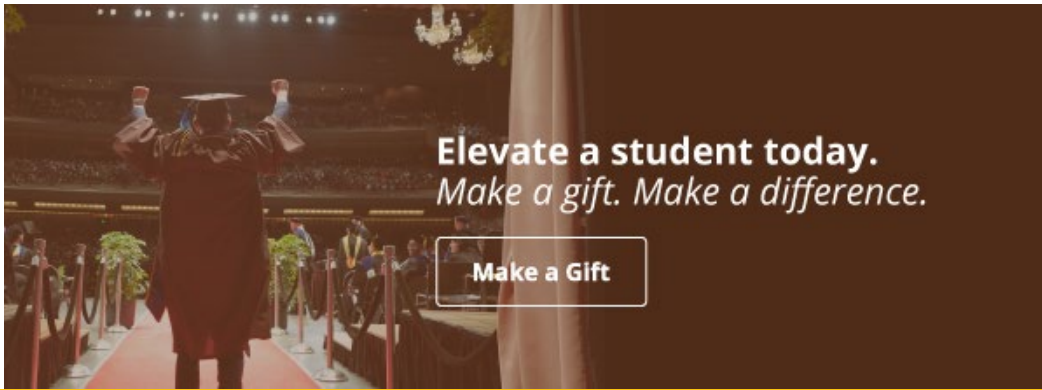 Elevate a student today.
Make a gift. Make a difference.
Make a Gift